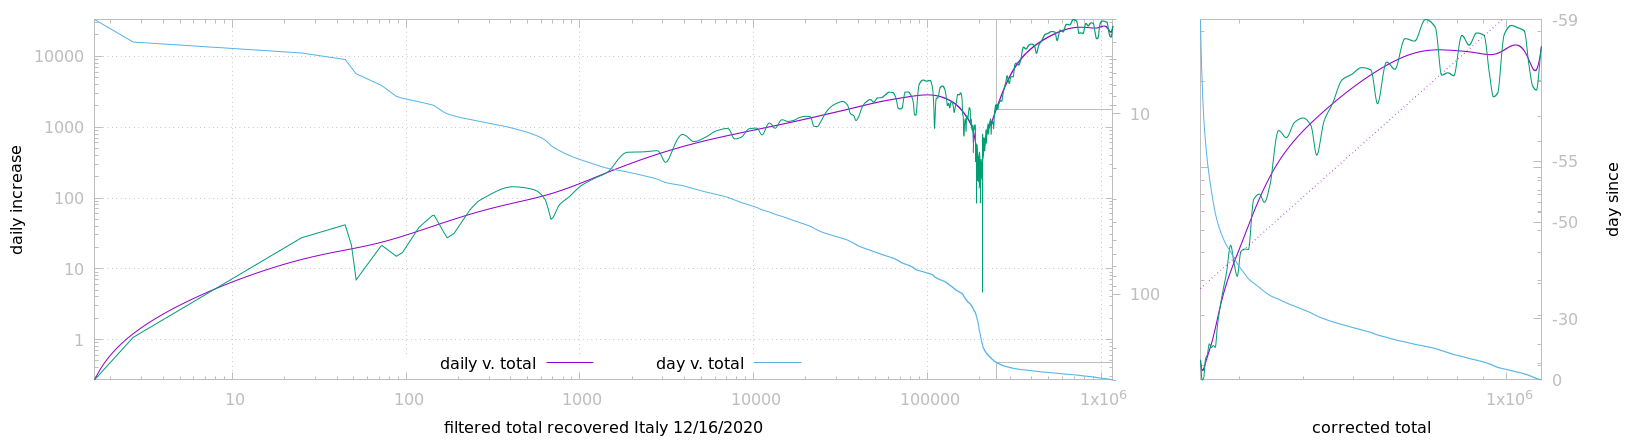 daily increase
10000
1000
100
10
1
daily v. total
day v. total
10
100
10
100
1000
10000
100000
1x10^6
filtered total recovered Italy 12/16/2020
-59
-55
-50
-30
0
day since
1x10^6
corrected total